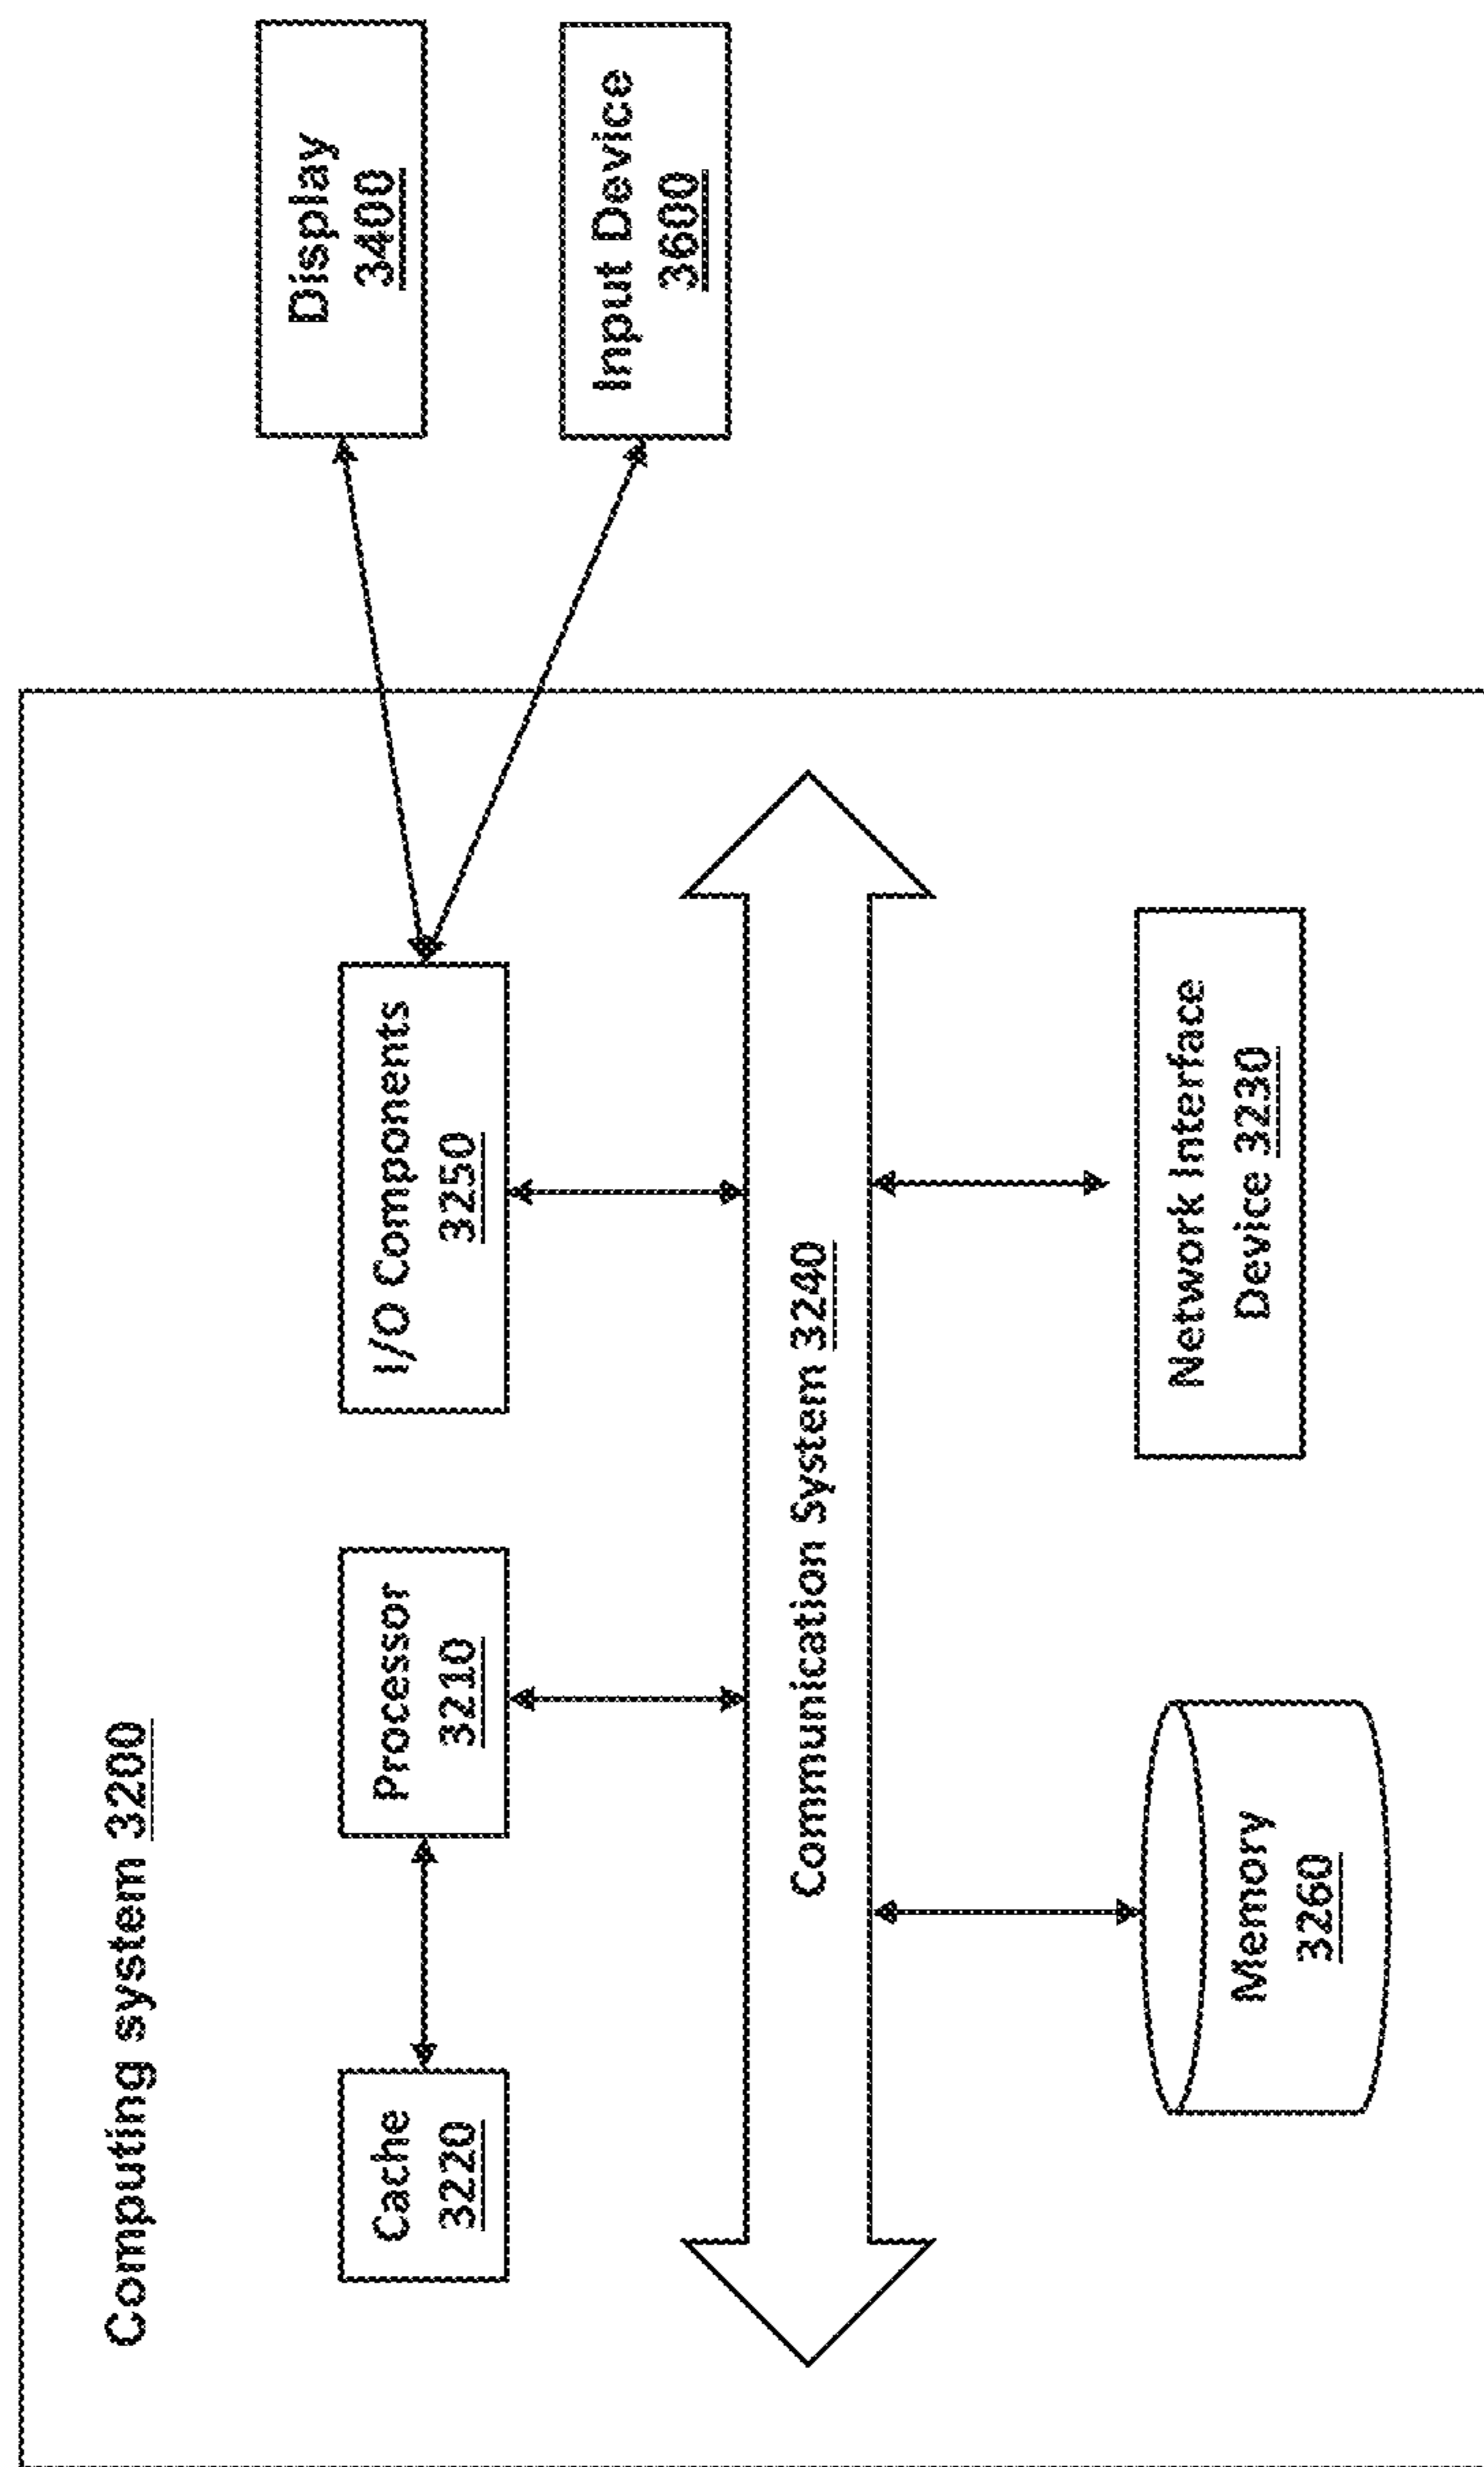 Computing system 3200
Cache
3220
Processor
3210
I/O Components
3250
Display
3400
Input Device
3600
Communication System 3240
Memory
3260
Network Interface
Device 3230